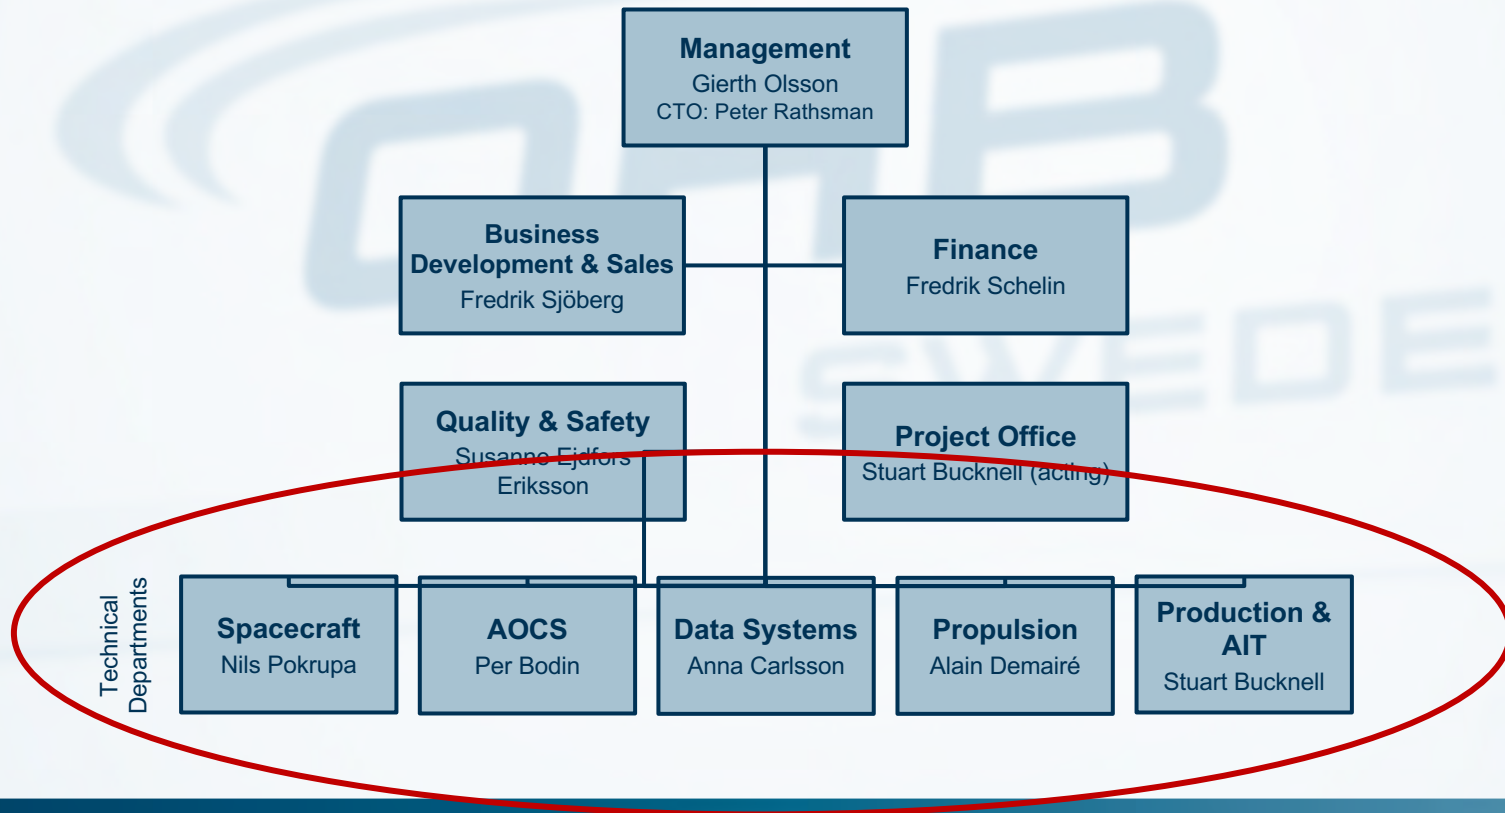 Management
Gierth Olsson
CTO: Peter Rathsman
Business
Development & Sales
Fredrik Sjöberg
Finance
Fredrik Schelin
Quality & Safety
Susanne Ejdfors
Eriksson
Project Office
Stuart Bucknell (acting)
Technical
Departments
Spacecraft
Nils Pokrupa
AOCS
Per Bodin
Data Systems
Anna Carlsson
Propulsion
Alain Demairé
Production &
AIT
Stuart Bucknell
OHB
SWEDE